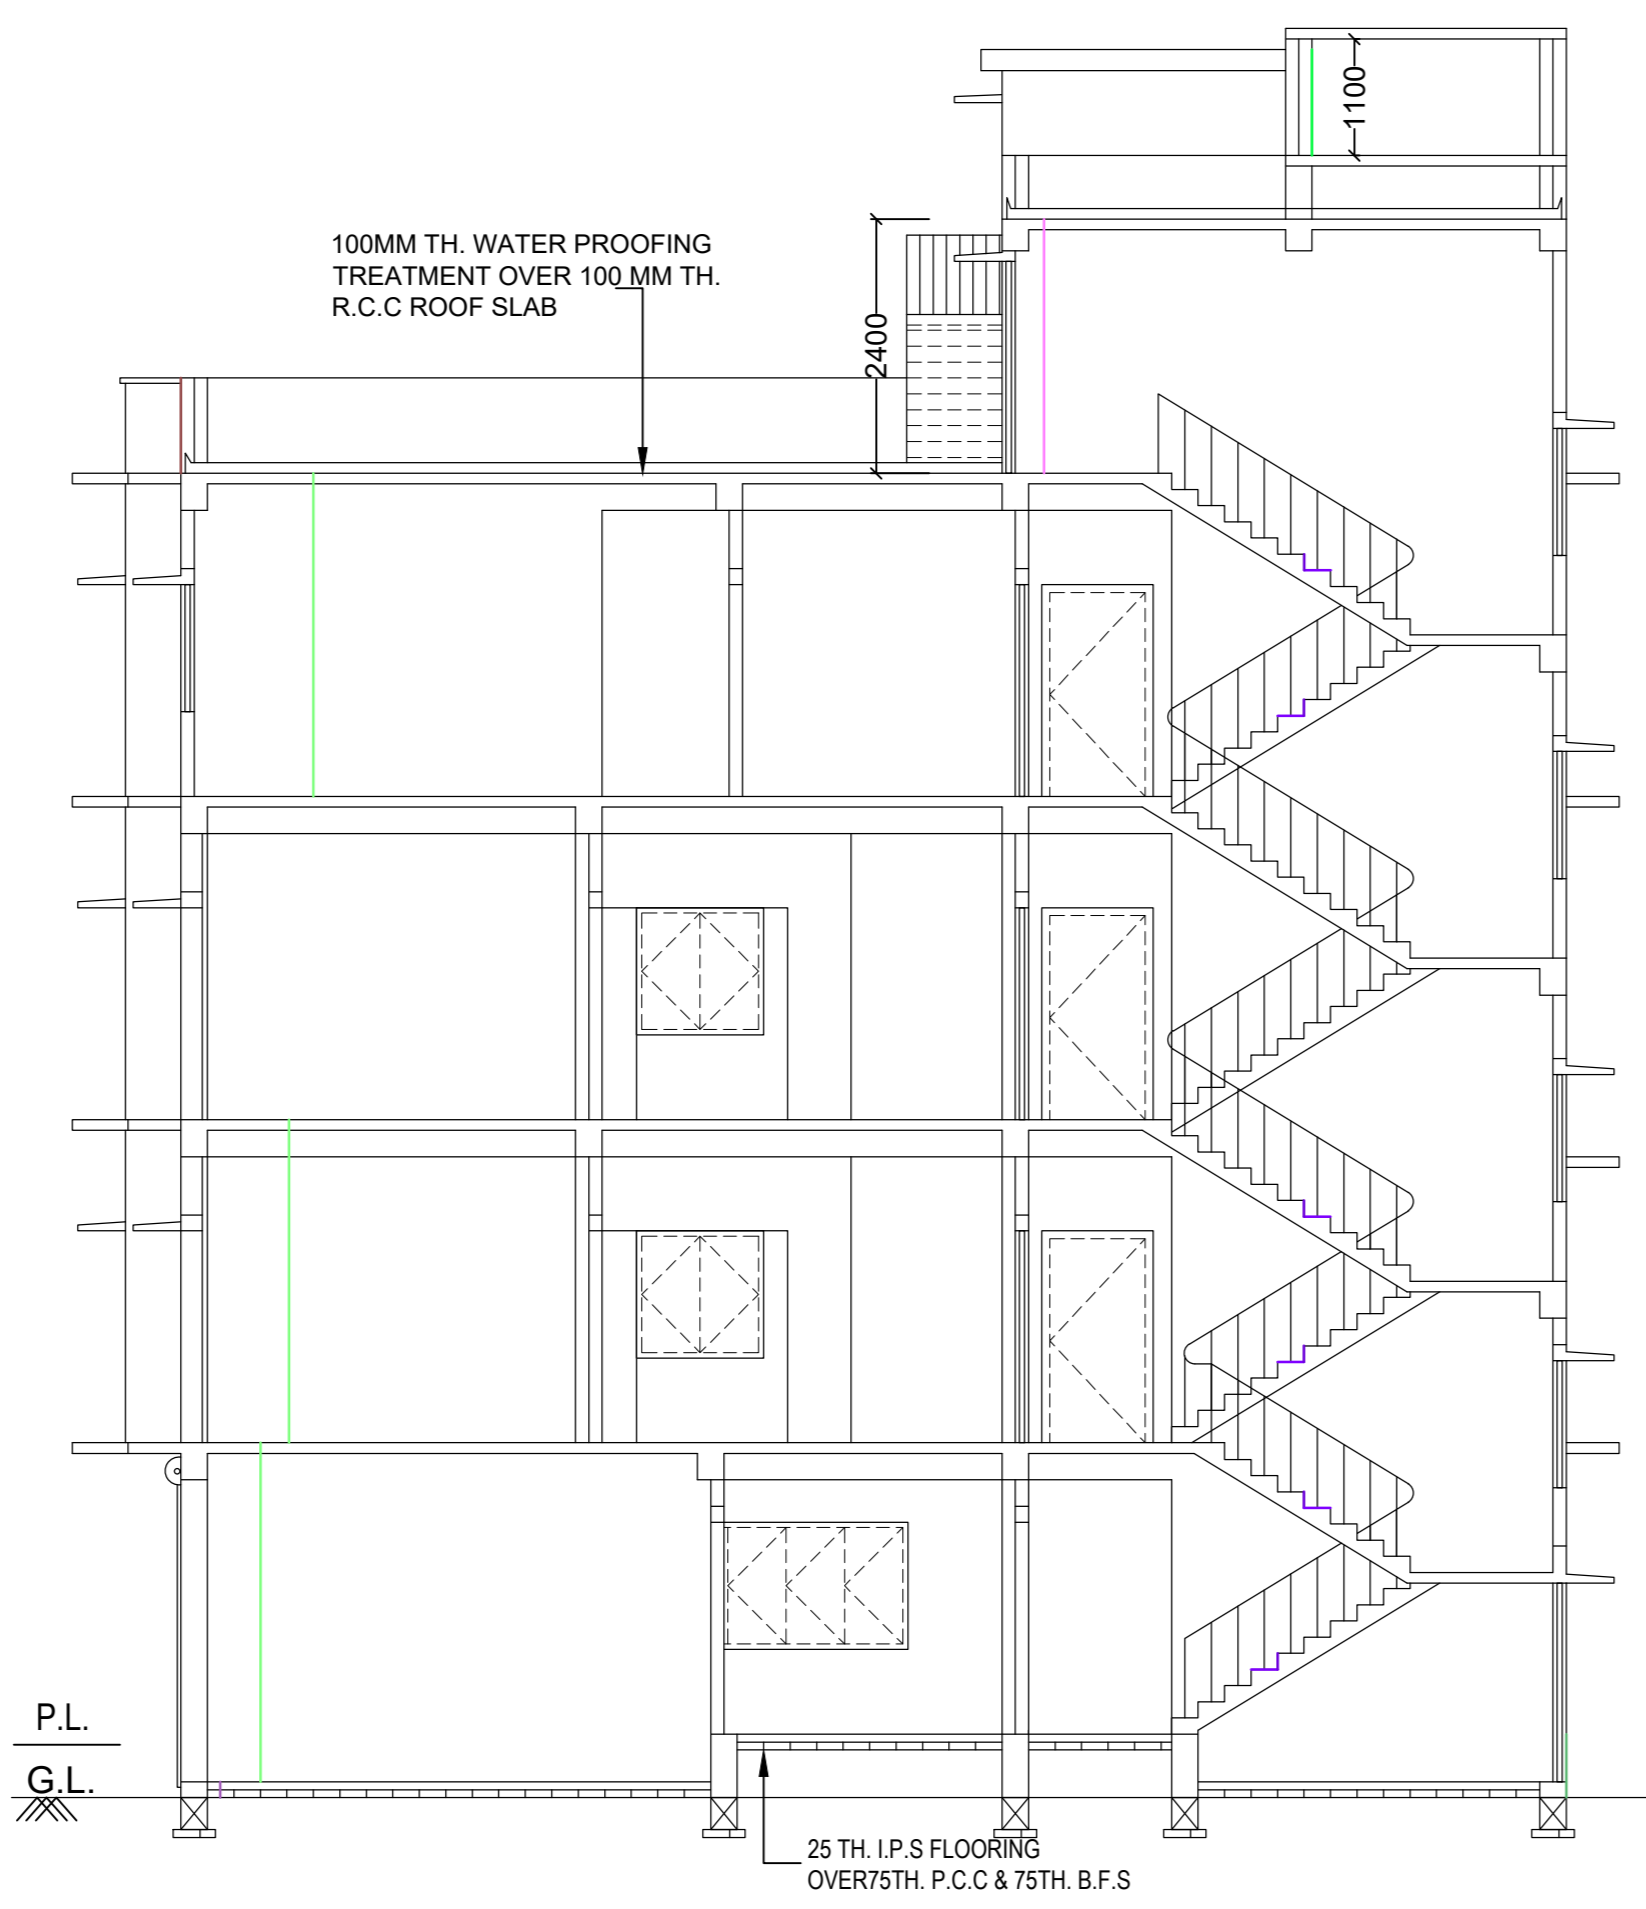 1100
100MM TH. WATER PROOFING
TREATMENT OVER 100 MM TH.
R.C.C ROOF SLAB
2400
P.L.
G.L.
25 TH. I.P.S FLOORING
OVER75TH. P.C.C & 75TH. B.F.S